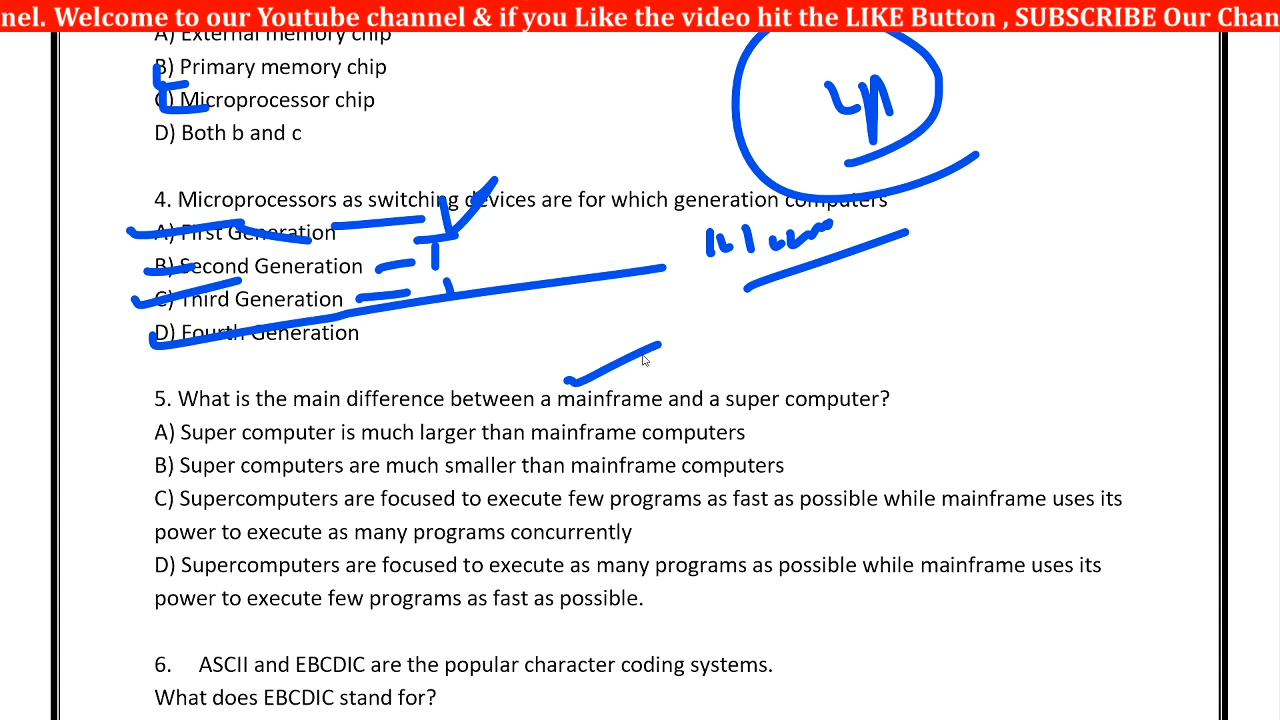 nel. Welcome to our Youtube channel & if you Like the video hit the LIKE Button , SUBSCRIBE Our Chan
A) External memory chip
B) Primary memory chip
C) Microprocessor chip
D) Both b and c
4. Microprocessors as switching devices are for which generation computers
A) First Generation
B) Second Generation
C) Third Generation
D) Fourth Generation
5. What is the main difference between a mainframe and a super computer?
A) Super computer is much larger than mainframe computers
B) Super computers are much smaller than mainframe computers
C) Supercomputers are focused to execute few programs as fast as possible while mainframe uses its
power to execute as many programs concurrently
D) Supercomputers are focused to execute as many programs as possible while mainframe uses its
power to execute few programs as fast as possible.
6. ASCII and EBCDIC are the popular character coding systems.
What does EBCDIC stand for?